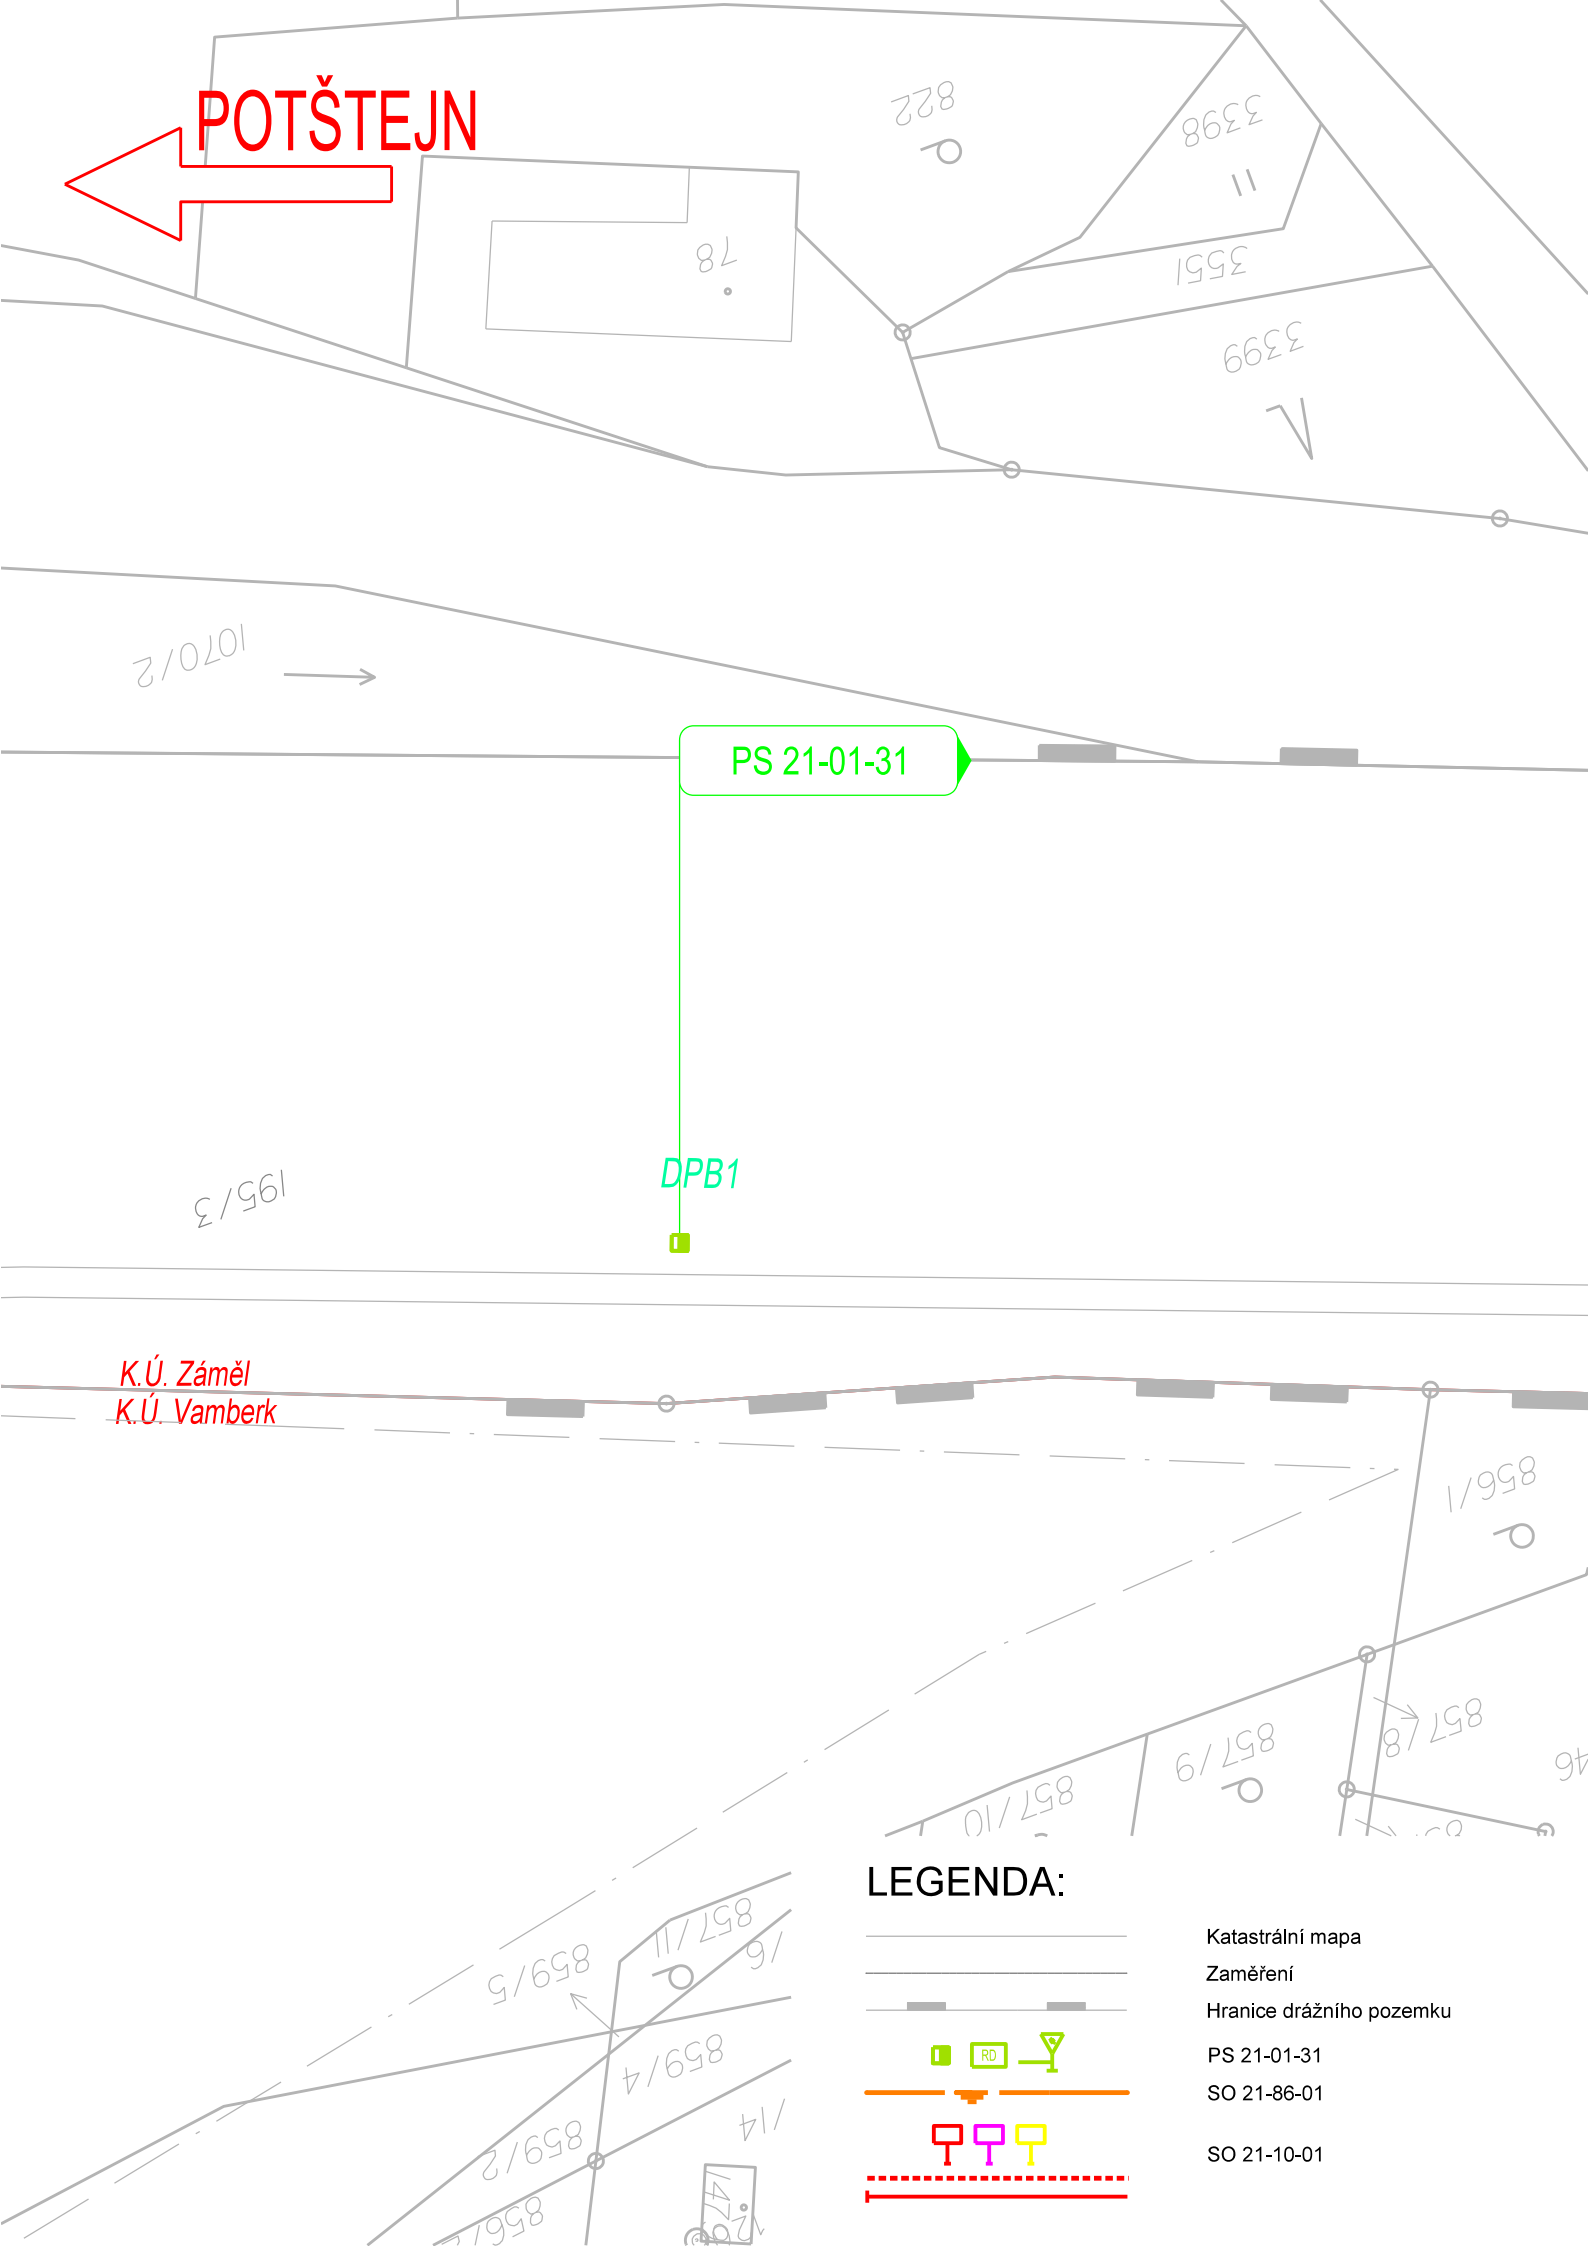 POTŠTEJN
822
3398
78
3551
3399
1070/2
PS 21-01-31
DPB1
195/3
K.Ú. Záměl
K.Ú. Vamberk
856/1
857/8
857/9
857/10
LEGENDA:
857/11
859/5
Katastrální mapa
Zaměření
Hranice drážního pozemku
RD
PS 21-01-31
859/4
SO 21-86-01
859/2
/14
SO 21-10-01